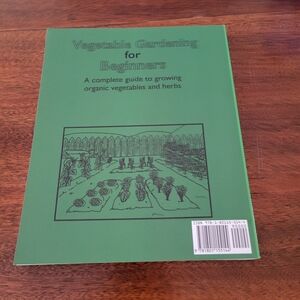 Vegetable Gardening
for
Beginners
A complete guide to growing
organic vegetables and herbs